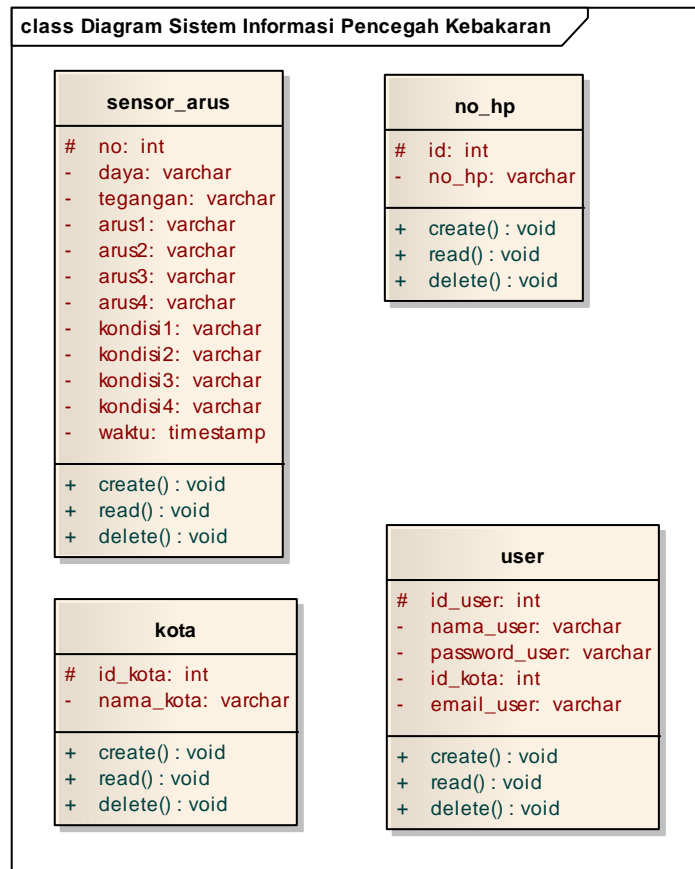 class Diagram Sistem Informasi Pencegah Kebakaran
sensor_arus
# no: int
- daya: varchar
- tegangan: varchar
- arus1: varchar
- arus2: varchar
- arus3: varchar
- arus4: varchar
- kondisi1: varchar
- kondisi2: varchar
- kondisi3: varchar
- kondisi4: varchar
- waktu: timestamp
+ create() : void
+ read() : void
+ delete() : void
no_hp
# id: int
- no_hp: varchar
+ create() : void
+ read() : void
+ delete() : void
kota
# id_kota: int
- nama_kota: varchar
+ create() : void
+ read() : void
+ delete() : void
user
# id_user: int
- nama_user: varchar
- password_user: varchar
- id_kota: int
- email_user: varchar
+ create() : void
+ read() : void
+ delete() : void